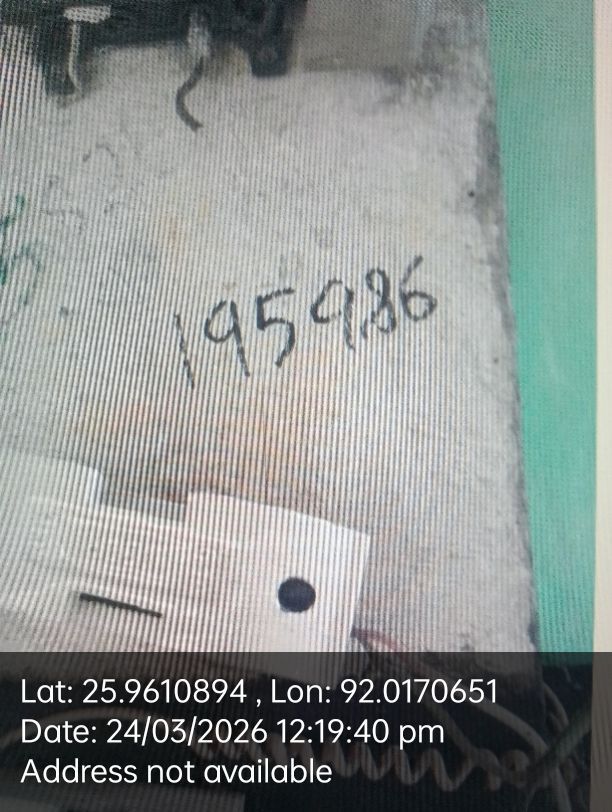 195986
Lat: 25.9610894 , Lon: 92.0170651
Date: 24/03/2026 12:19:40 pm
Address not available